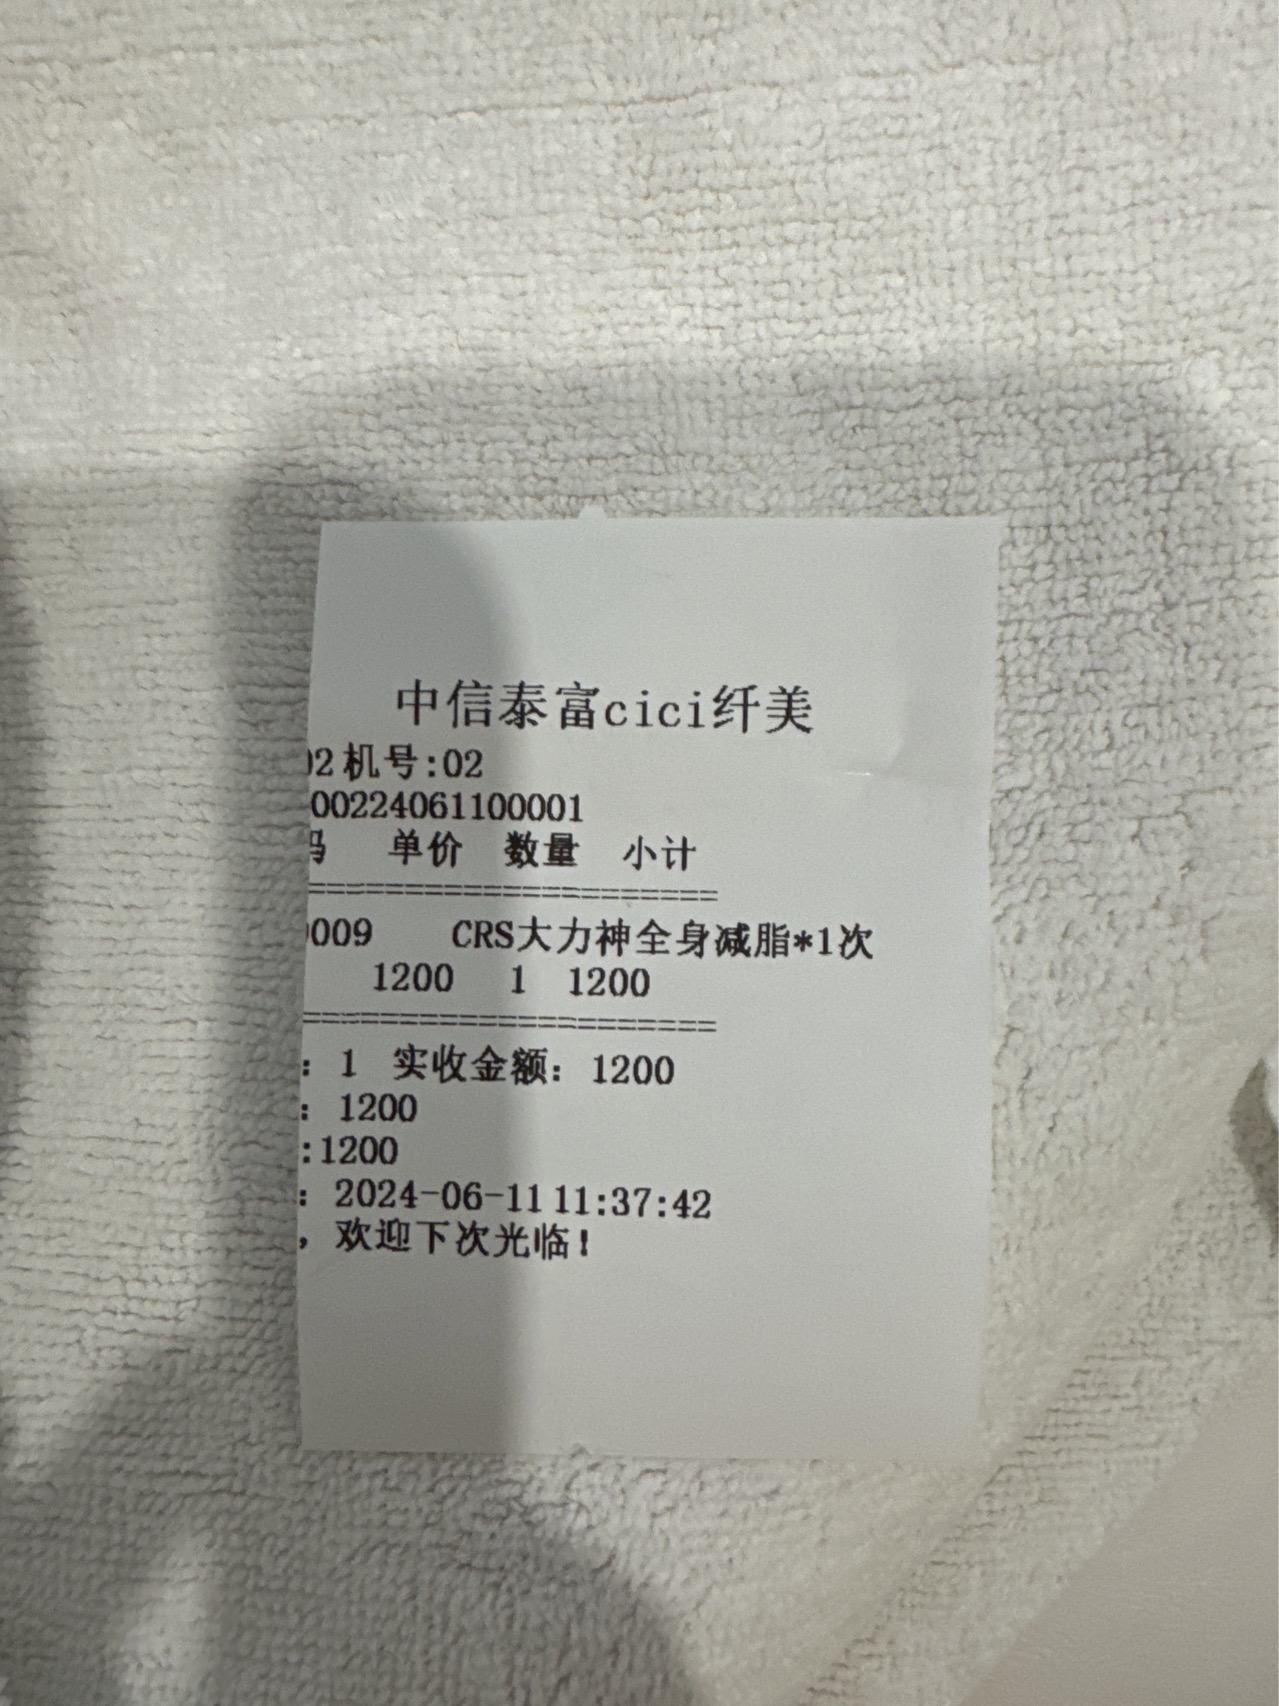 中信泰富cici纤美
02机号:02
00224061100001
码 单价 数量 小计
=====================
0009 CRS大力神全身减脂*1次
1200 1 1200
=====================
: 1 实收金额: 1200
: 1200
:1200
: 2024-06-11 11:37:42
，欢迎下次光临!